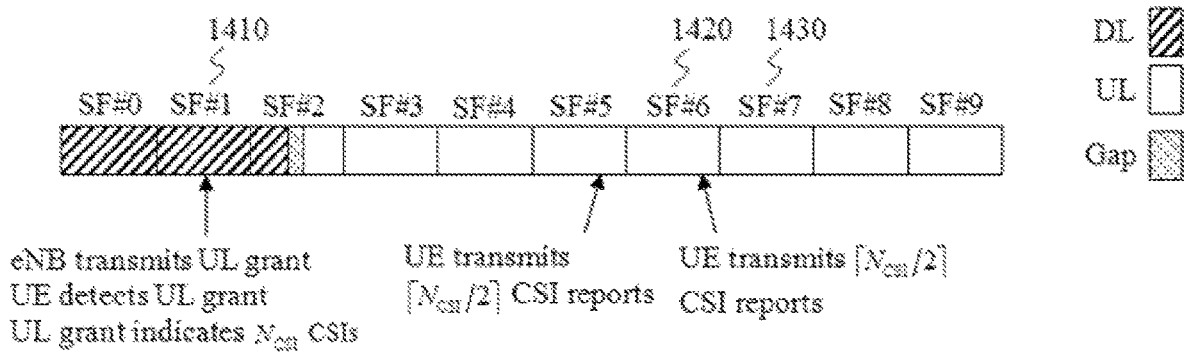 1410 1420 1430
SF#0 SF#1 SF#2 SF#3 SF#4 SF#5 SF#6 SF#7 SF#8 SF#9
DL
UL
Gap
eNB transmits UL grant
UE detects UL grant
UL grant indicates N_CSI CSIs
UE transmits
⌈N_CSI/2⌉ CSI reports
UE transmits ⌈N_CSI/2⌉
CSI reports